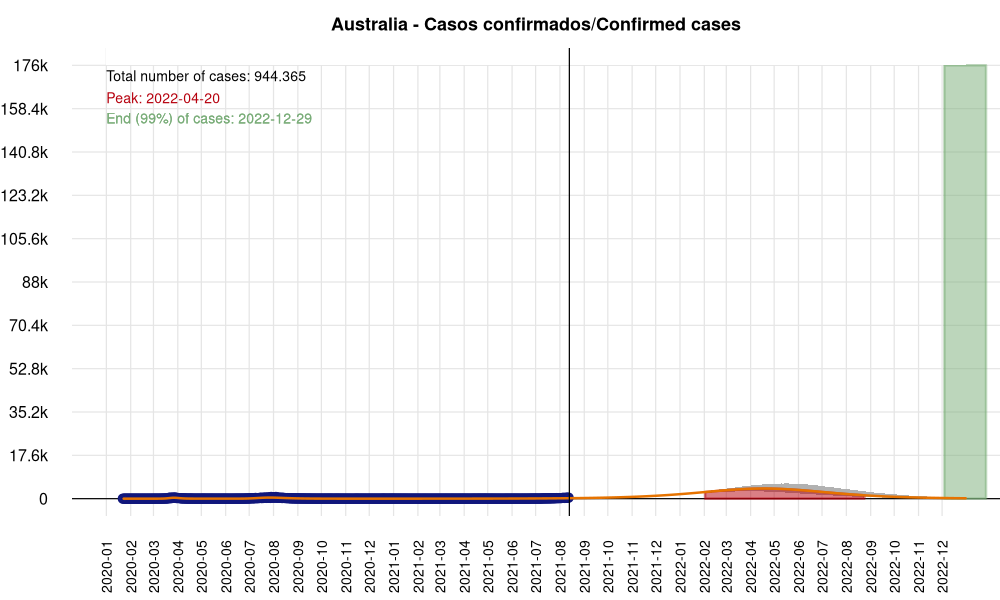 Australia - Casos confirmados/Confirmed cases
Total number of cases: 944.365
Peak: 2022-04-20
End (99%) of cases: 2022-12-29
176k
158.4k
140.8k
123.2k
105.6k
88k
70.4k
52.8k
35.2k
17.6k
0
2020-01
2020-02
2020-03
2020-04
2020-05
2020-06
2020-07
2020-08
2020-09
2020-10
2020-11
2020-12
2021-01
2021-02
2021-03
2021-04
2021-05
2021-06
2021-07
2021-08
2021-09
2021-10
2021-11
2021-12
2022-01
2022-02
2022-03
2022-04
2022-05
2022-06
2022-07
2022-08
2022-09
2022-10
2022-11
2022-12